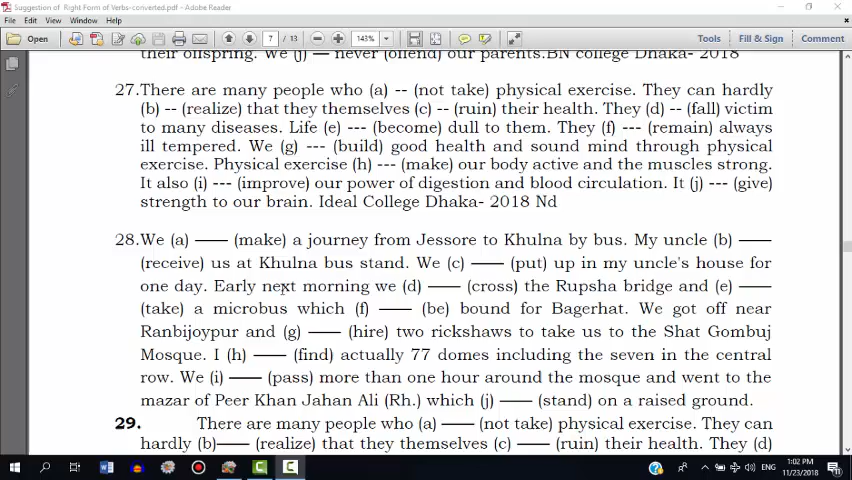 Suggestion of  Right Form of Verbs-converted.pdf - Adobe Reader
File Edit View Window Help
Open 7 / 13 143% Tools Fill & Sign Comment
their offspring. We (j) — never (offend) our parents.BN college Dhaka- 2018
27.There are many people who (a) -- (not take) physical exercise. They can hardly
(b) -- (realize) that they themselves (c) -- (ruin) their health. They (d) -- (fall) victim
to many diseases. Life (e) --- (become) dull to them. They (f) --- (remain) always
ill tempered. We (g) --- (build) good health and sound mind through physical
exercise. Physical exercise (h) --- (make) our body active and the muscles strong.
It also (i) --- (improve) our power of digestion and blood circulation. It (j) --- (give)
strength to our brain. Ideal College Dhaka- 2018 Nd
28.We (a) —— (make) a journey from Jessore to Khulna by bus. My uncle (b) ——
(receive) us at Khulna bus stand. We (c) —— (put) up in my uncle's house for
one day. Early next morning we (d) —— (cross) the Rupsha bridge and (e) ——
(take) a microbus which (f) —— (be) bound for Bagerhat. We got off near
Ranbijoypur and (g) —— (hire) two rickshaws to take us to the Shat Gombuj
Mosque. I (h) —— (find) actually 77 domes including the seven in the central
row. We (i) —— (pass) more than one hour around the mosque and went to the
mazar of Peer Khan Jahan Ali (Rh.) which (j) —— (stand) on a raised ground.
29. There are many people who (a) —— (not take) physical exercise. They can
hardly (b)—— (realize) that they themselves (c) —— (ruin) their health. They (d)
1:02 PM
ENG
11/23/2018